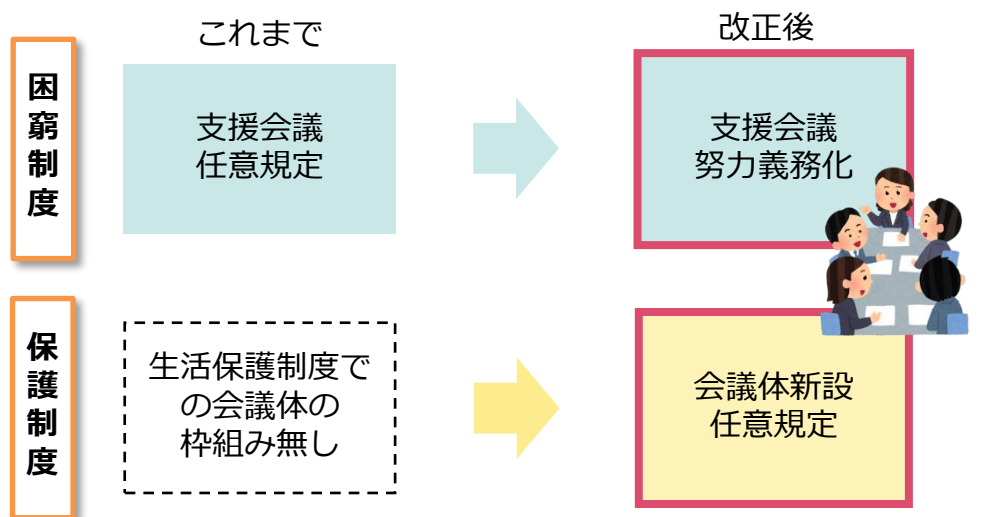 これまで
改正後
困窮制度
支援会議
任意規定
支援会議
努力義務化
保護制度
生活保護制度で
の会議体の
枠組み無し
会議体新設
任意規定